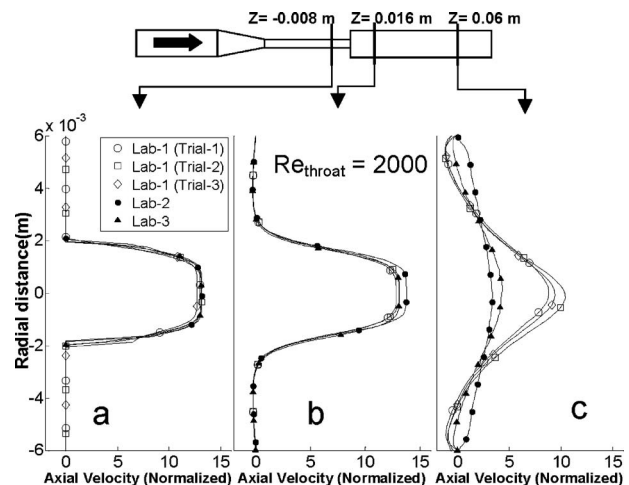 Z= -0.008 m Z= 0.016 m Z= 0.06 m
6 x 10⁻³
4
2
0
-2
-4
-6
Radial distance(m)
Lab-1 (Trial-1)
Lab-1 (Trial-2)
Lab-1 (Trial-3)
Lab-2
Lab-3
Re_throat = 2000
a b c
0 5 10 15 0 5 10 15 0 5 10 15
Axial Velocity (Normalized) Axial Velocity (Normalized) Axial Velocity (Normalized)